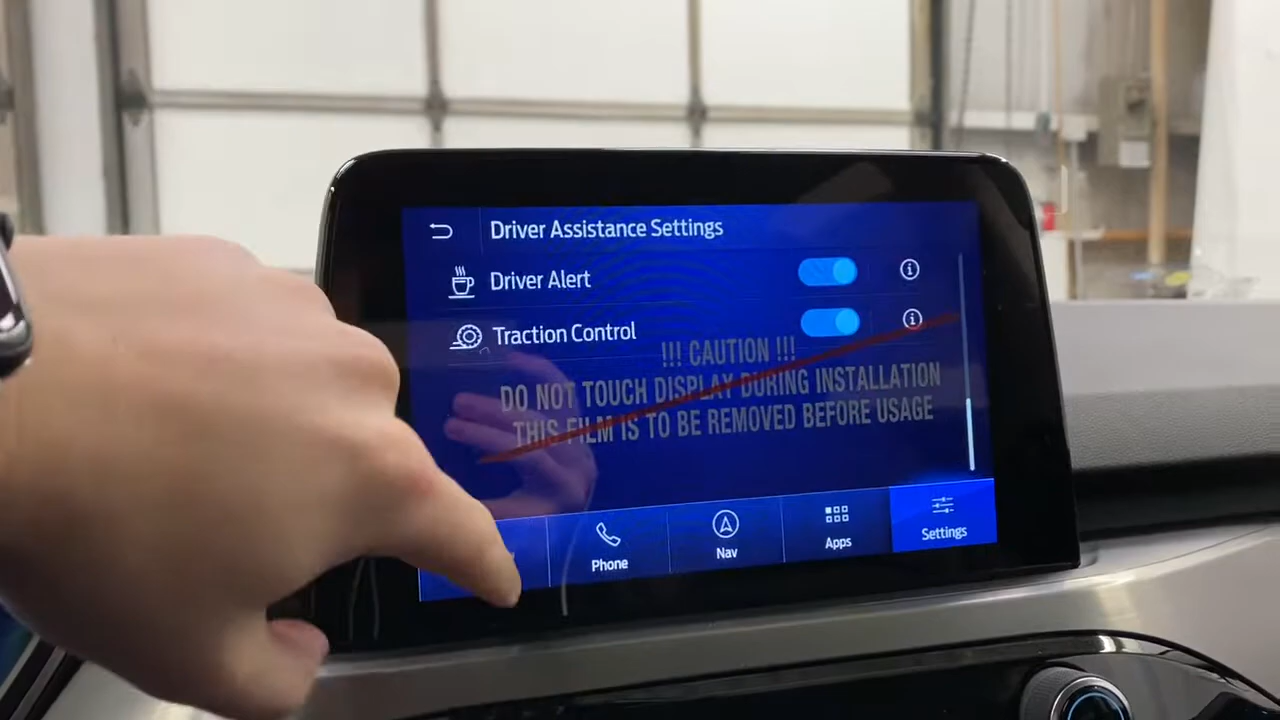 Driver Assistance Settings
Driver Alert
Traction Control
!!! CAUTION !!!
DO NOT TOUCH DISPLAY DURING INSTALLATION
THIS FILM IS TO BE REMOVED BEFORE USAGE
Phone
Nav
Apps
Settings